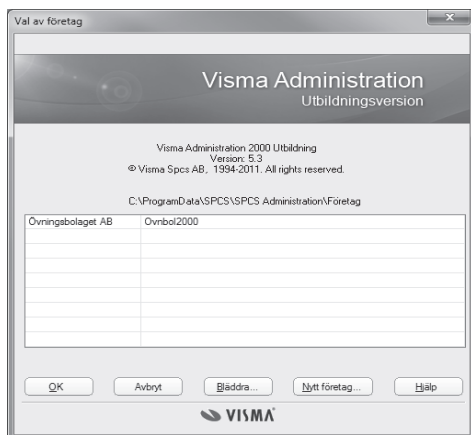 Val av företag
Visma Administration
Utbildningsversion
Visma Administration 2000 Utbildning
Version: 5.3
© Visma Spcs AB, 1994-2011. All rights reserved.
C:\ProgramData\SPCS\SPCS Administration\Företag
Övningsbolaget AB Ovnbol2000
OK Avbryt Bläddra... Nytt företag... Hjälp
VISMA